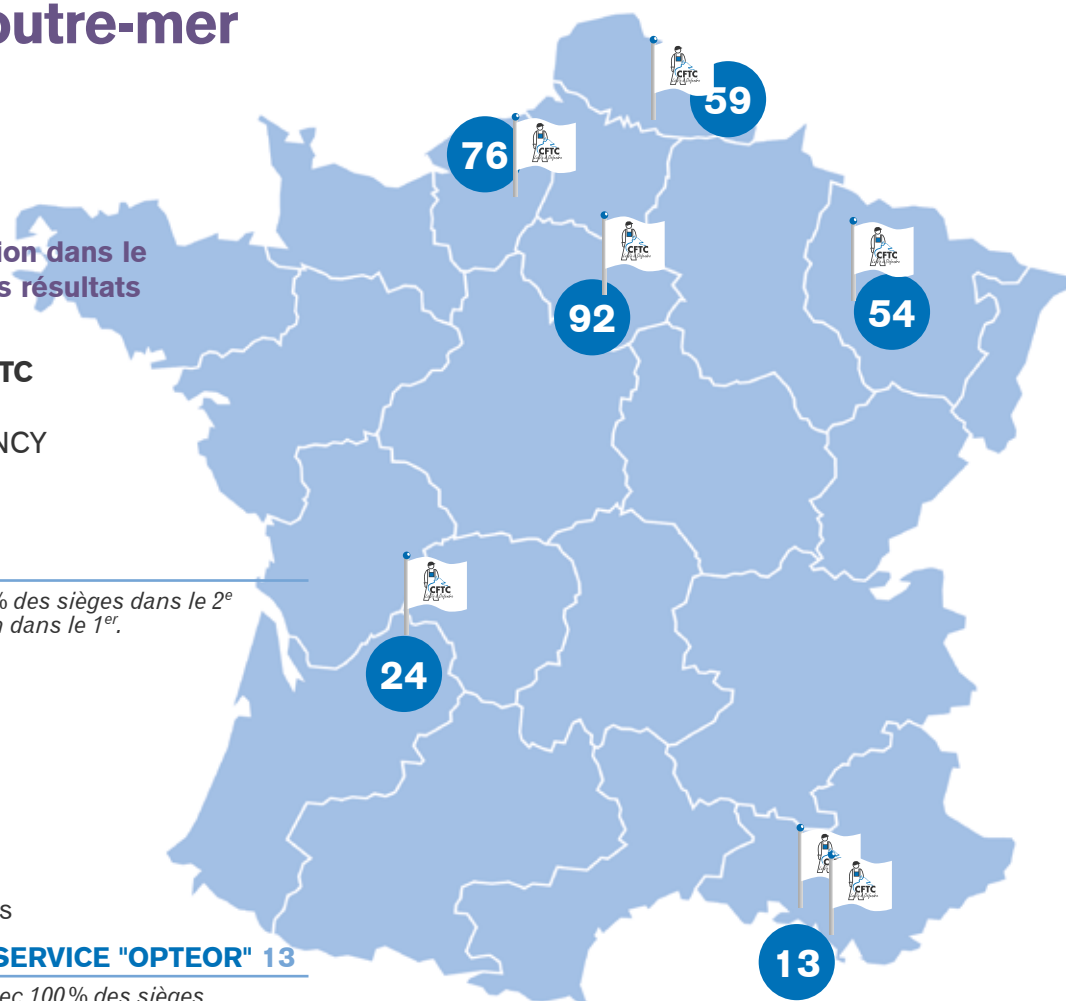 outre-mer
ion dans le
s résultats
TC
NCY
% des sièges dans le 2e
n dans le 1er.
s
SERVICE "OPTEOR" 13
ec 100 % des sièges
CFTC
59
76
CFTC
CFTC
92
CFTC
54
CFTC
24
CFTC
13